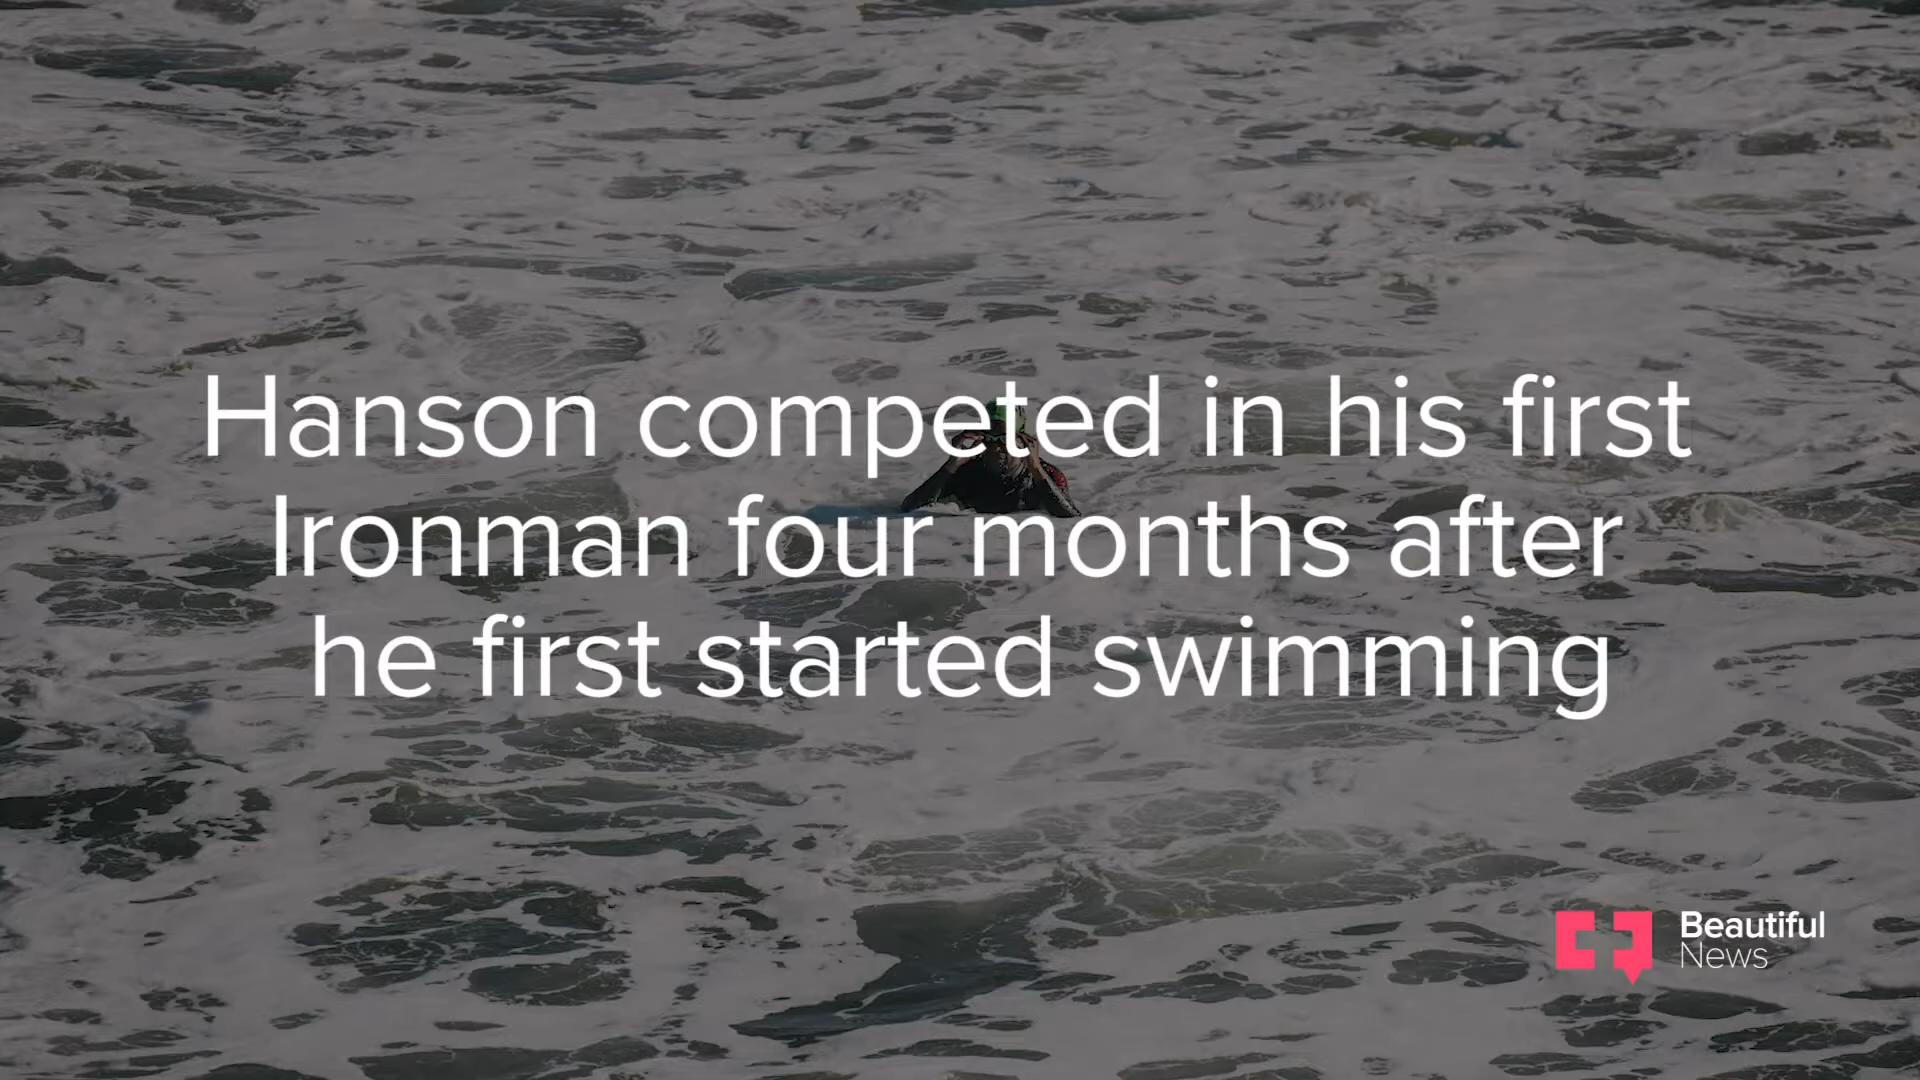 Hanson competed in his first
Ironman four months after
he first started swimming
Beautiful
News